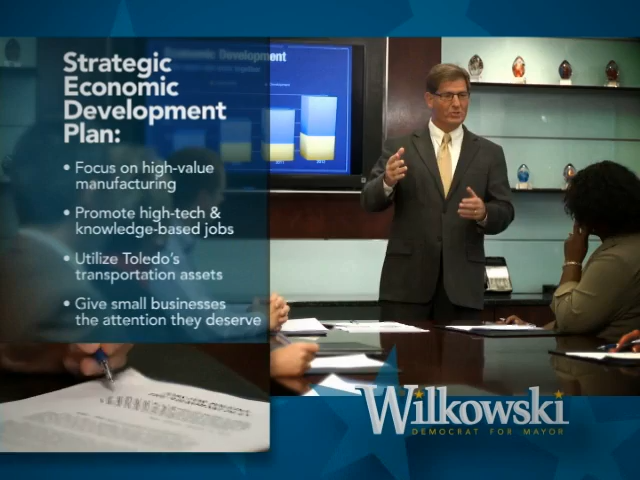 Economic Development
Strategic
Economic
Development
Plan:
• Focus on high-value
manufacturing
• Promote high-tech &
knowledge-based jobs
• Utilize Toledo's
transportation assets
• Give small businesses
the attention they deserve
Wilkowski
DEMOCRAT FOR MAYOR